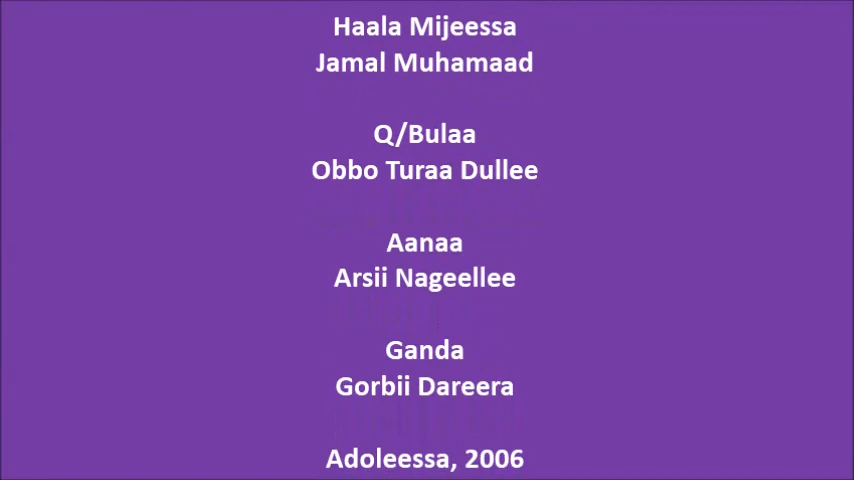 Haala Mijeessa
Jamal Muhamaad
Q/Bulaa
Obbo Turaa Dullee
Aanaa
Arsii Nageellee
Ganda
Gorbii Dareera
Adoleessa, 2006